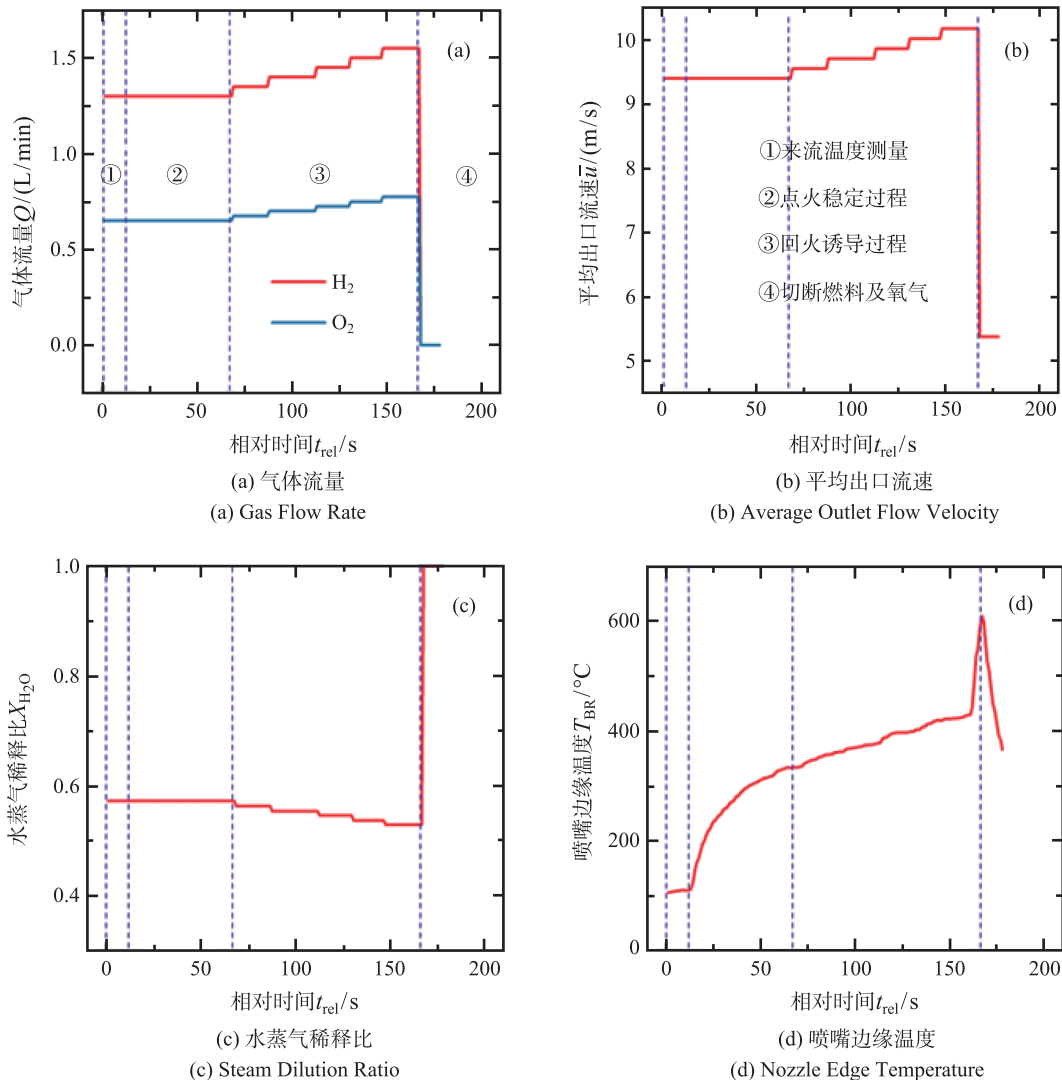 (a)
气体流量Q/(L/min)
1.5
1.0
0.5
0.0
① ② ③ ④
H₂
O₂
0 50 100 150 200
相对时间t_rel/s
(a) 气体流量
(a) Gas Flow Rate
(b)
平均出口流速ū/(m/s)
10
9
8
7
6
5
①来流温度测量
②点火稳定过程
③回火诱导过程
④切断燃料及氧气
0 50 100 150 200
相对时间t_rel/s
(b) 平均出口流速
(b) Average Outlet Flow Velocity
(c)
水蒸气稀释比X_H₂O
1.0
0.8
0.6
0.4
0 50 100 150 200
相对时间t_rel/s
(c) 水蒸气稀释比
(c) Steam Dilution Ratio
(d)
喷嘴边缘温度T_BR/°C
600
400
200
0
0 50 100 150 200
相对时间t_rel/s
(d) 喷嘴边缘温度
(d) Nozzle Edge Temperature